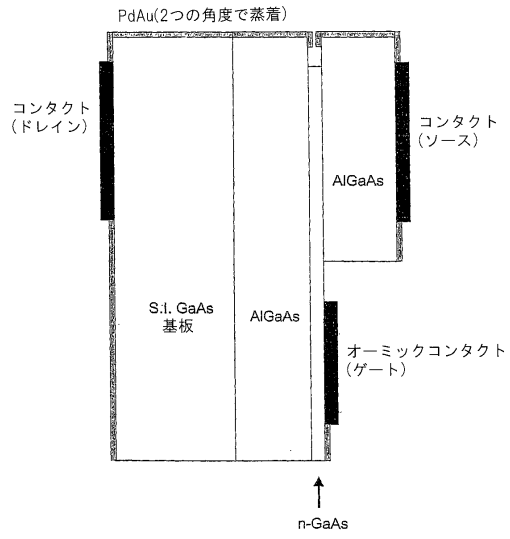 PdAu(2つの角度で蒸着)
コンタクト
(ドレイン)
コンタクト
(ソース)
AlGaAs
S.I. GaAs
基板
AlGaAs
オーミックコンタクト
(ゲート)
n-GaAs